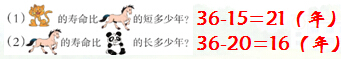 (1) 的寿命比 的短多少年? 36-15=21（年）
(2) 的寿命比 的长多少年? 36-20=16（年）